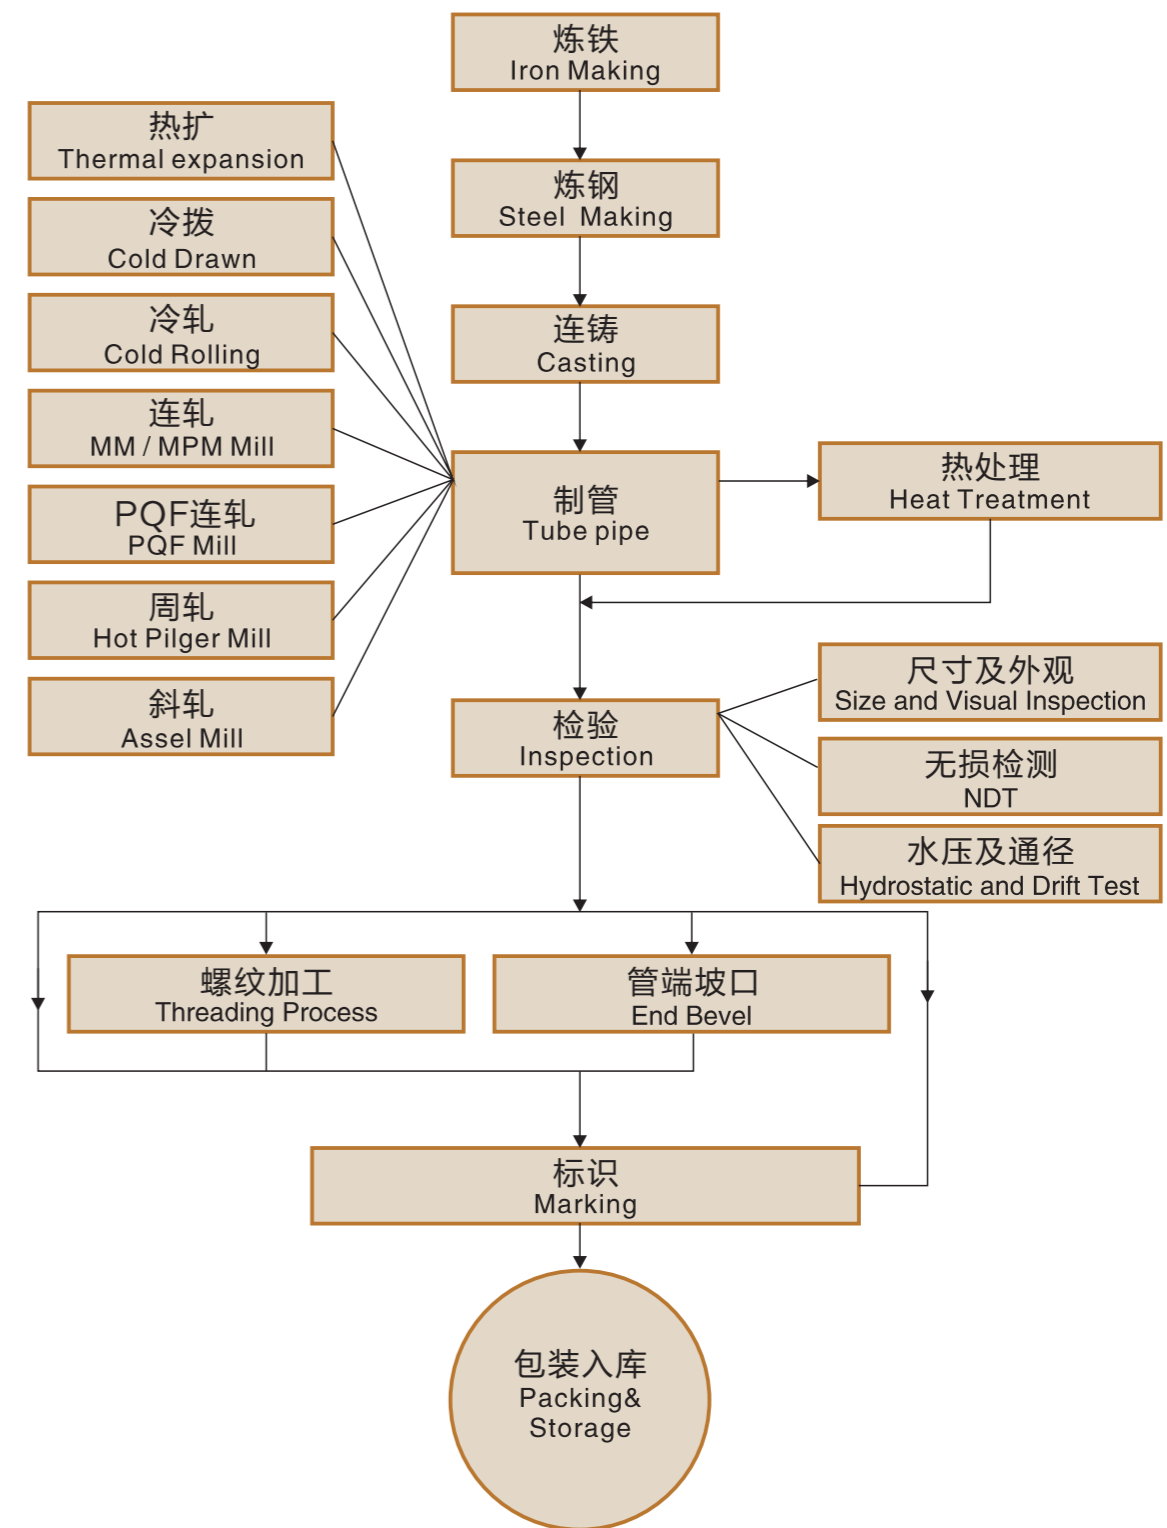 炼铁
Iron Making
热扩
Thermal expansion
炼钢
Steel Making
冷拨
Cold Drawn
冷轧
Cold Rolling
连铸
Casting
连轧
MM / MPM Mill
制管
Tube pipe
热处理
Heat Treatment
PQF连轧
PQF Mill
周轧
Hot Pilger Mill
斜轧
Assel Mill
检验
Inspection
尺寸及外观
Size and Visual Inspection
无损检测
NDT
水压及通径
Hydrostatic and Drift Test
螺纹加工
Threading Process
管端坡口
End Bevel
标识
Marking
包装入库
Packing&
Storage